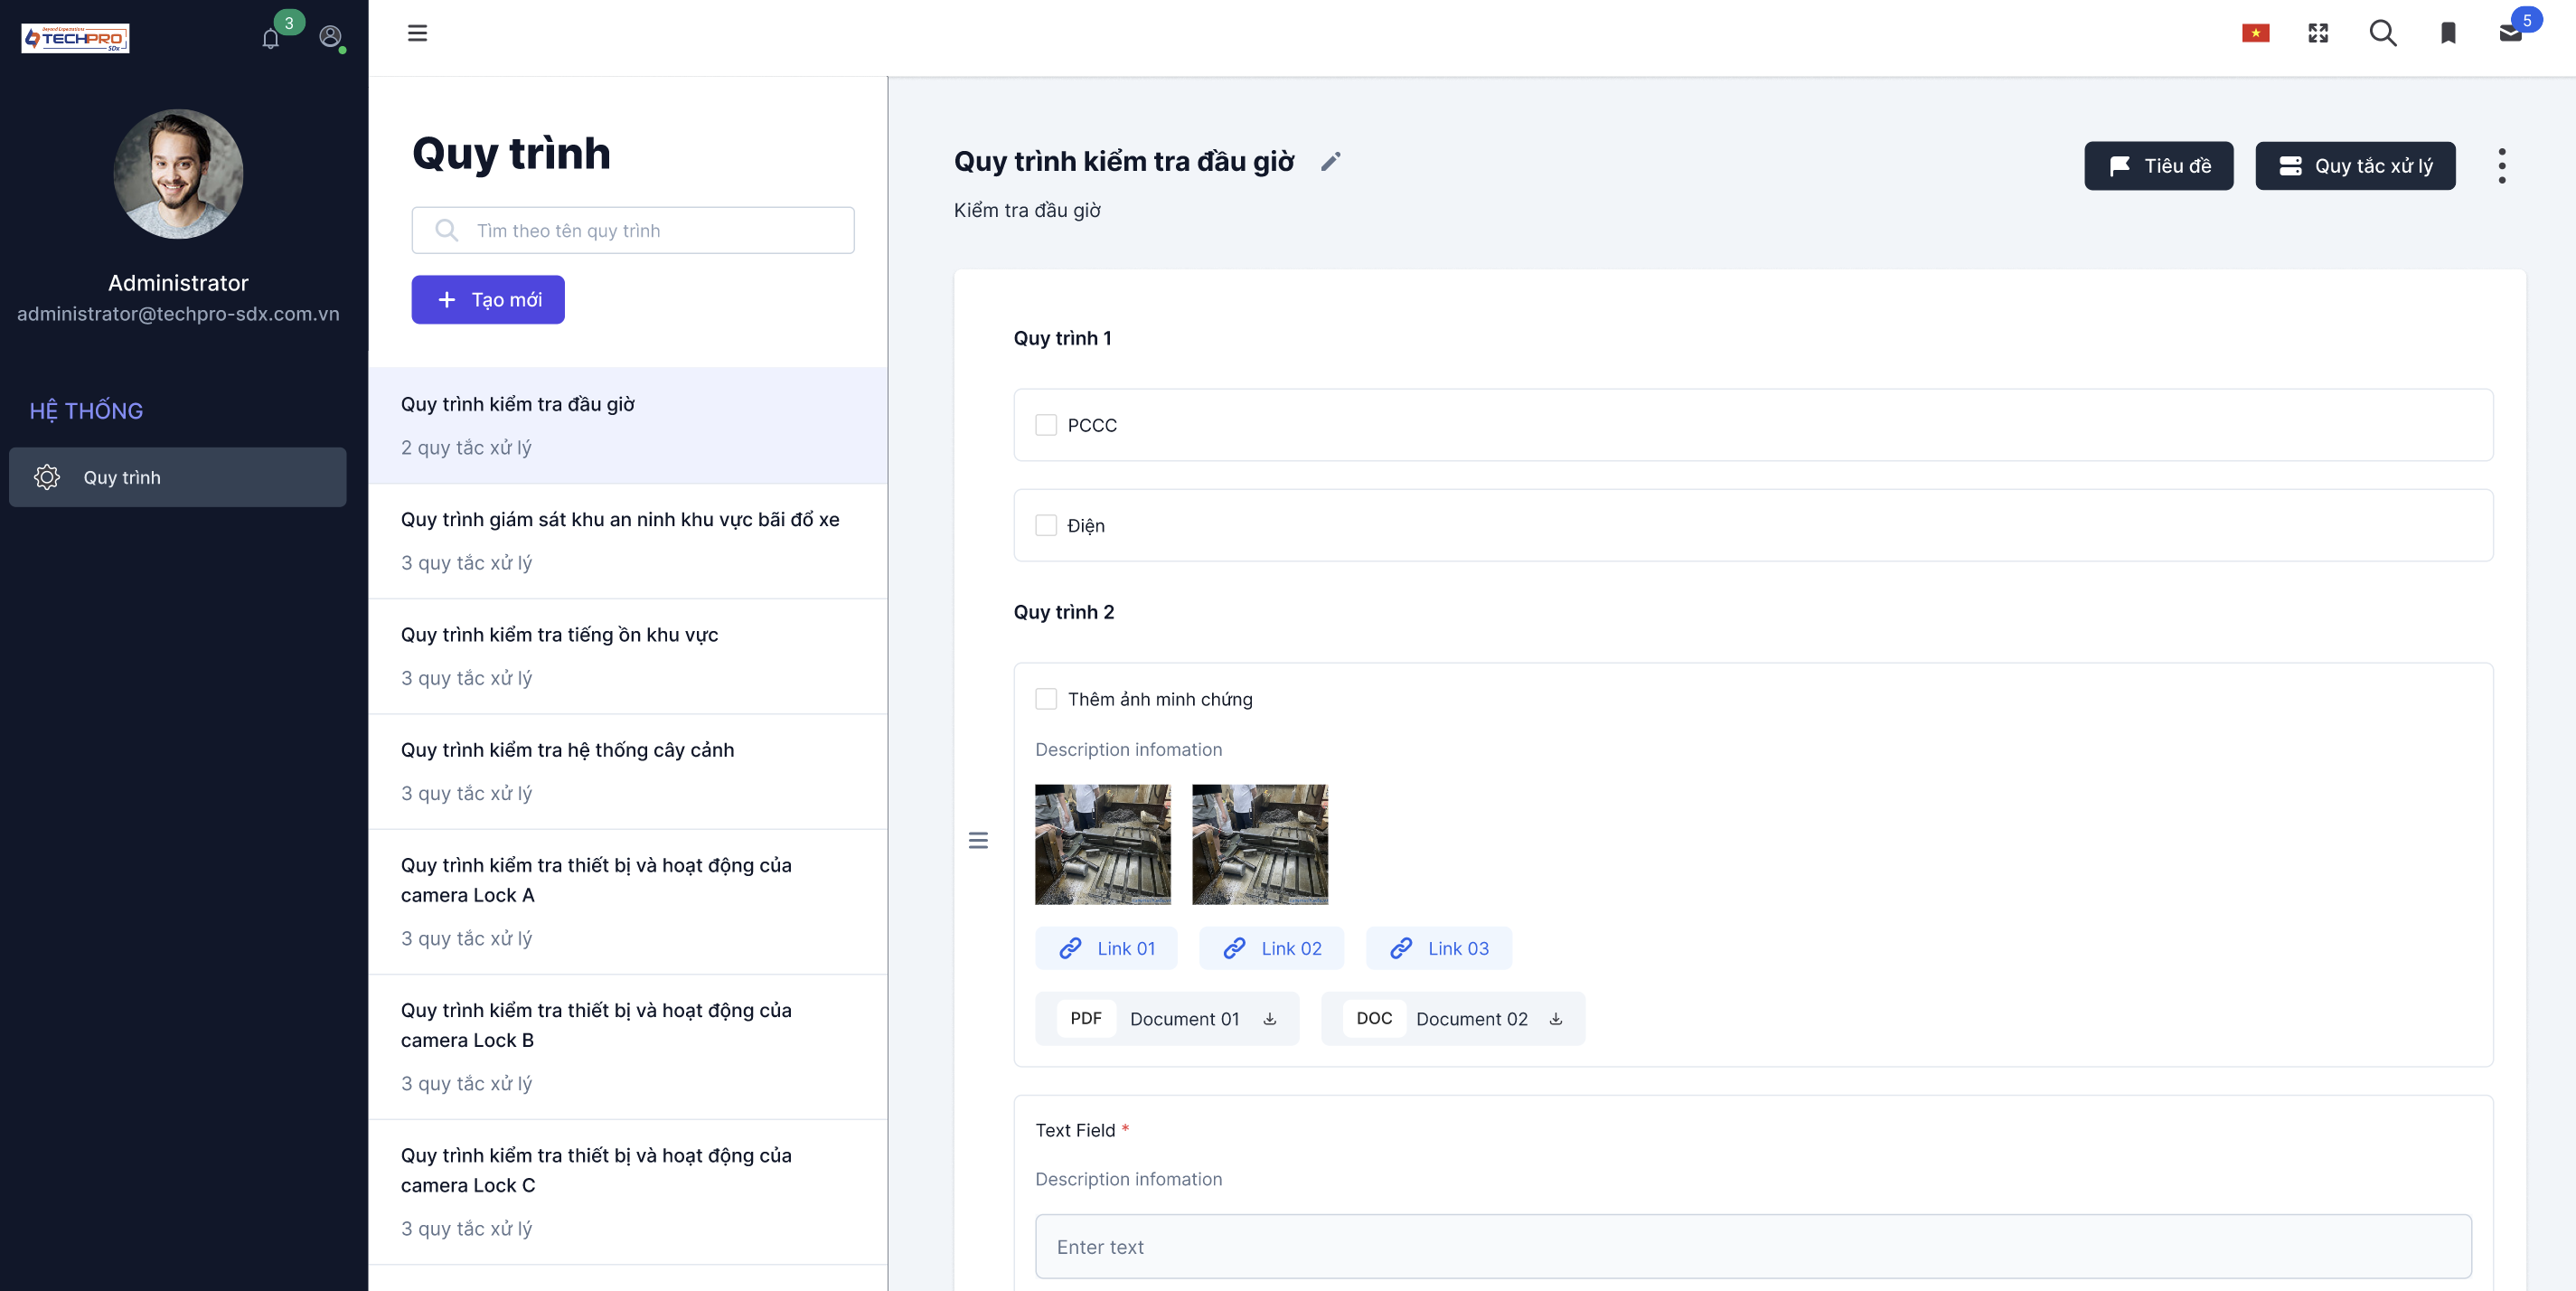 TECHPRO
SDx
3
5
Administrator
administrator@techpro-sdx.com.vn
HỆ THỐNG
Quy trình
Quy trình
Tìm theo tên quy trình
Tạo mới
Quy trình kiểm tra đầu giờ
2 quy tắc xử lý
Quy trình giám sát khu an ninh khu vực bãi đổ xe
3 quy tắc xử lý
Quy trình kiểm tra tiếng ồn khu vực
3 quy tắc xử lý
Quy trình kiểm tra hệ thống cây cảnh
3 quy tắc xử lý
Quy trình kiểm tra thiết bị và hoạt động của
camera Lock A
3 quy tắc xử lý
Quy trình kiểm tra thiết bị và hoạt động của
camera Lock B
3 quy tắc xử lý
Quy trình kiểm tra thiết bị và hoạt động của
camera Lock C
3 quy tắc xử lý
Quy trình kiểm tra đầu giờ
Kiểm tra đầu giờ
Tiêu đề
Quy tắc xử lý
Quy trình 1
PCCC
Điện
Quy trình 2
Thêm ảnh minh chứng
Description infomation
Link 01
Link 02
Link 03
PDF Document 01
DOC Document 02
Text Field *
Description infomation
Enter text